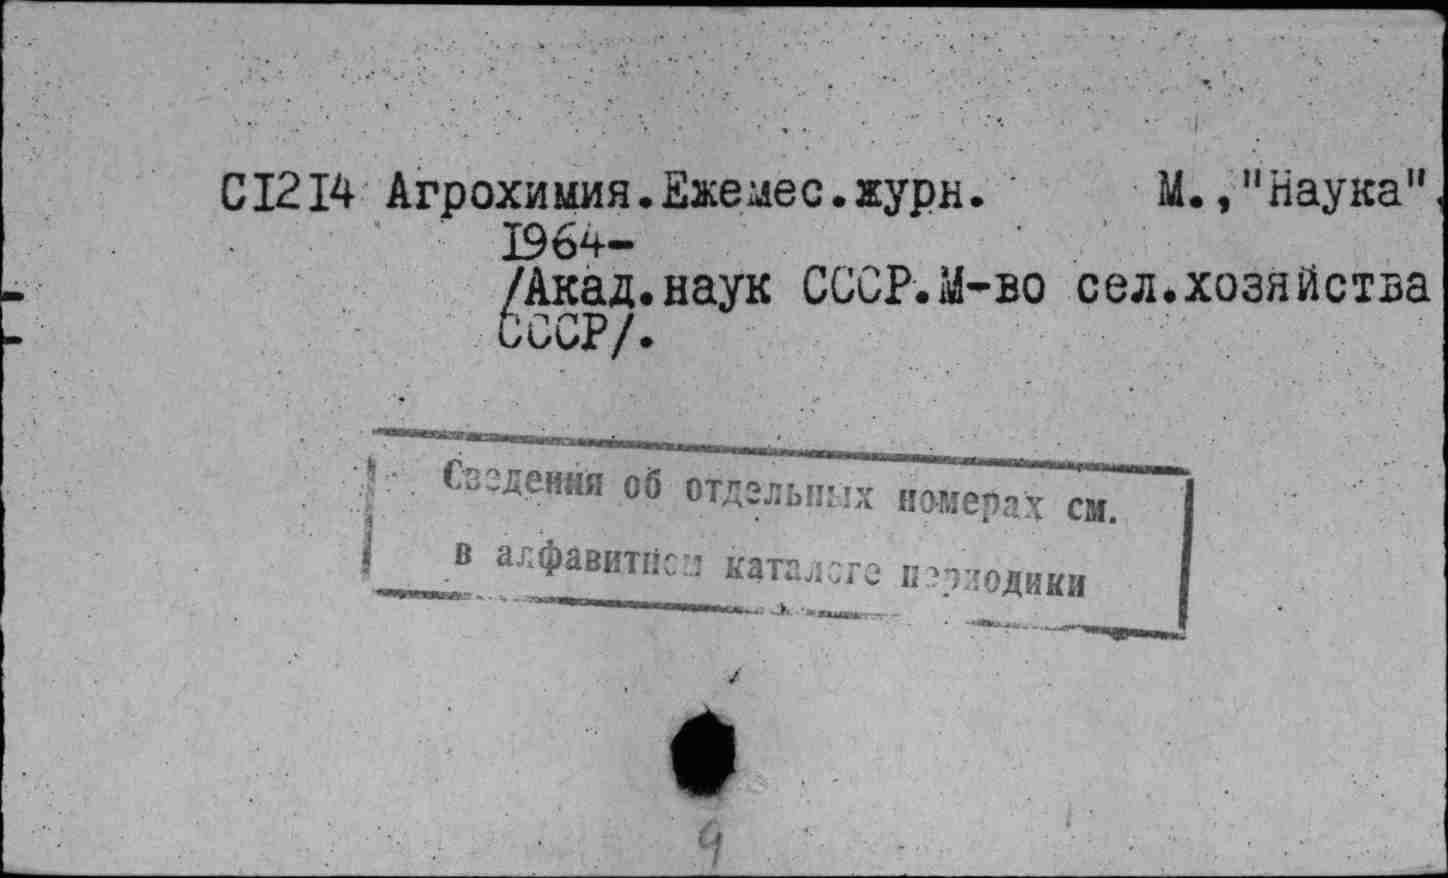 С1214 Агрохимия.Ежемес.журн. М.,"Наука",
1964-
/Акад.наук СССР.М-во сел.хозяйства
СССР/.
Сведения об отдельных номерах см.
в алфавитном каталоге периодики
9